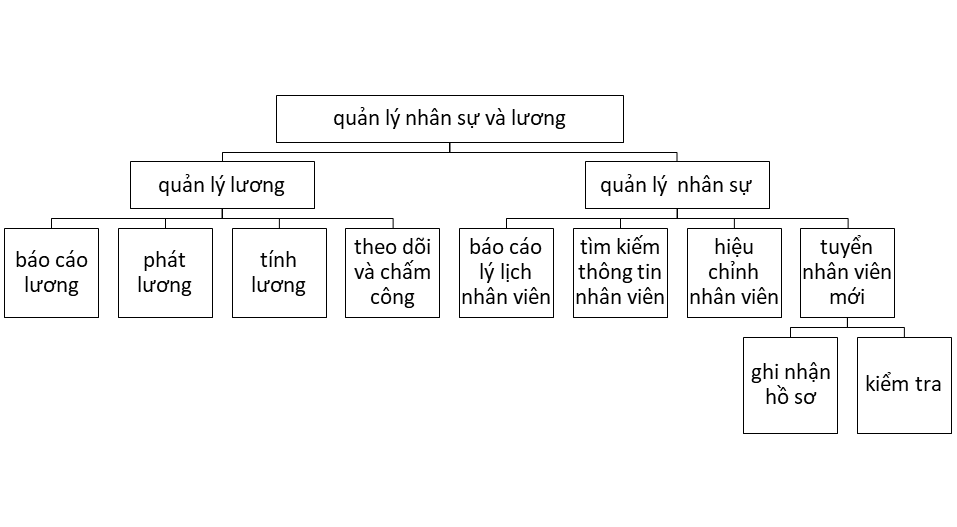 quản lý nhân sự và lương
quản lý lương
quản lý nhân sự
báo cáo
lương
phát
lương
tính
lương
theo dõi
và chấm
công
báo cáo
lý lịch
nhân viên
tìm kiếm
thông tin
nhân viên
hiệu
chỉnh
nhân viên
tuyển
nhân viên
mới
ghi nhận
hồ sơ
kiểm tra